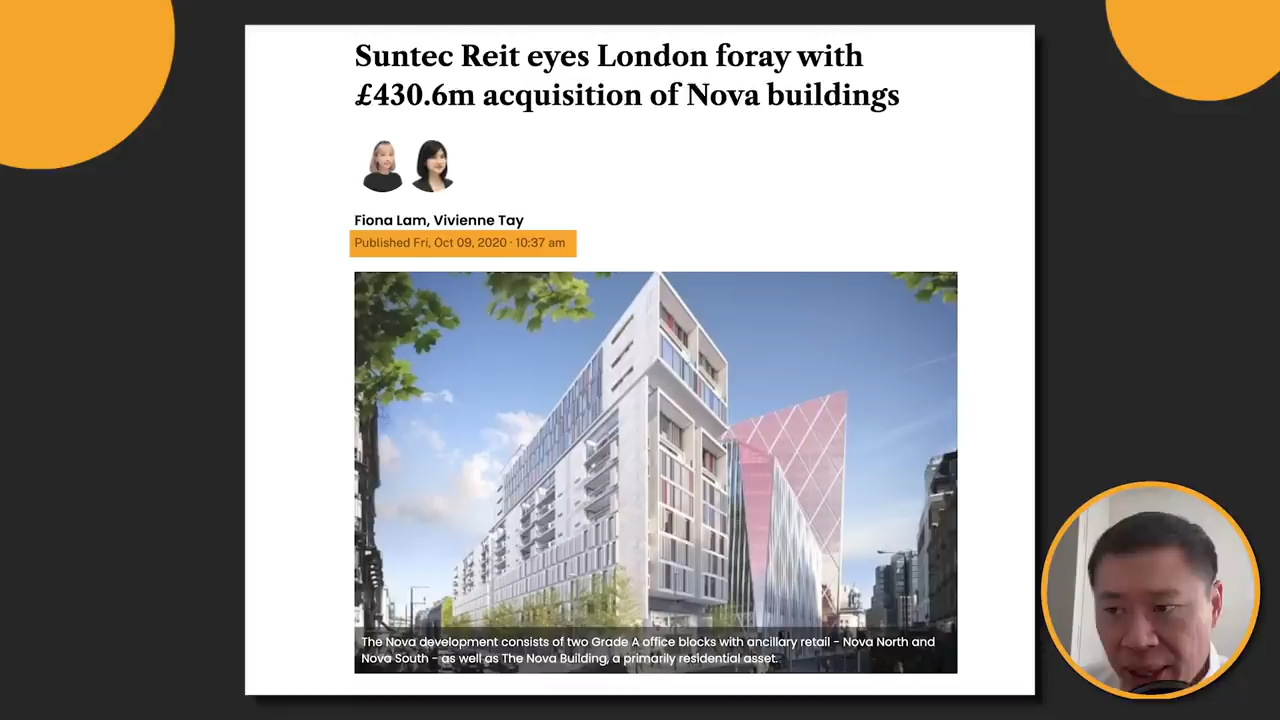 Suntec Reit eyes London foray with
£430.6m acquisition of Nova buildings
Fiona Lam, Vivienne Tay
Published Fri, Oct 09, 2020 · 10:37 am
The Nova development consists of two Grade A office blocks with ancillary retail - Nova North and
Nova South - as well as The Nova Building, a primarily residential asset.